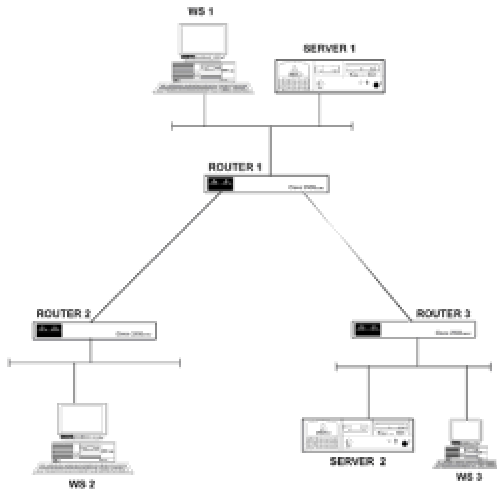 WS 1
SERVER 1
ROUTER 1
ROUTER 2
ROUTER 3
SERVER 2
WS 2
WS 3